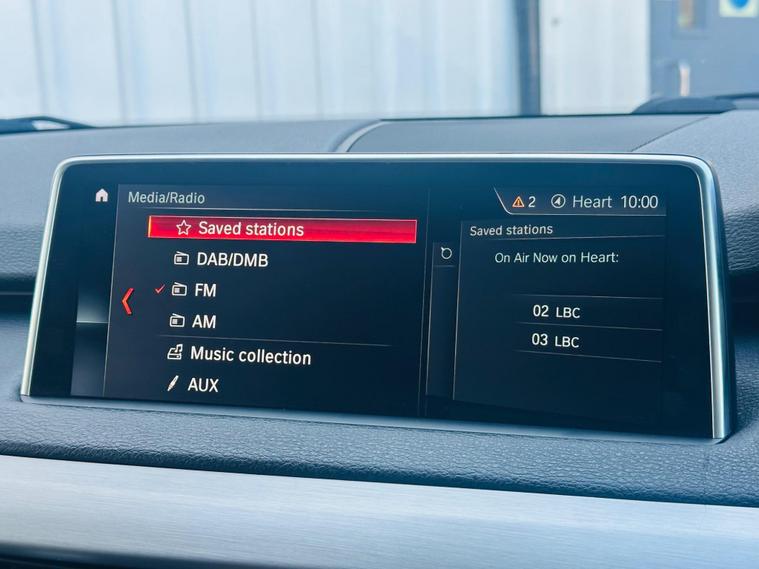 Media/Radio
2 Heart 10:00
Saved stations
DAB/DMB
FM
AM
Music collection
AUX
Saved stations
On Air Now on Heart:
02 LBC
03 LBC